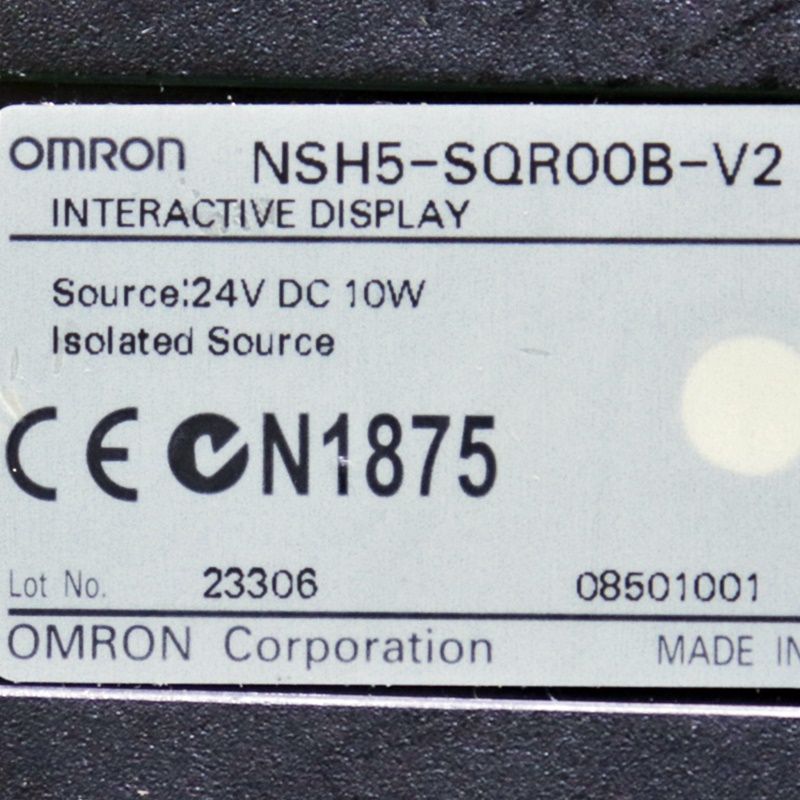 OMRON NSH5-SQR00B-V2
INTERACTIVE DISPLAY
Source:24V DC 10W
Isolated Source
CE N1875
Lot No. 23306 08501001
OMRON Corporation MADE IN